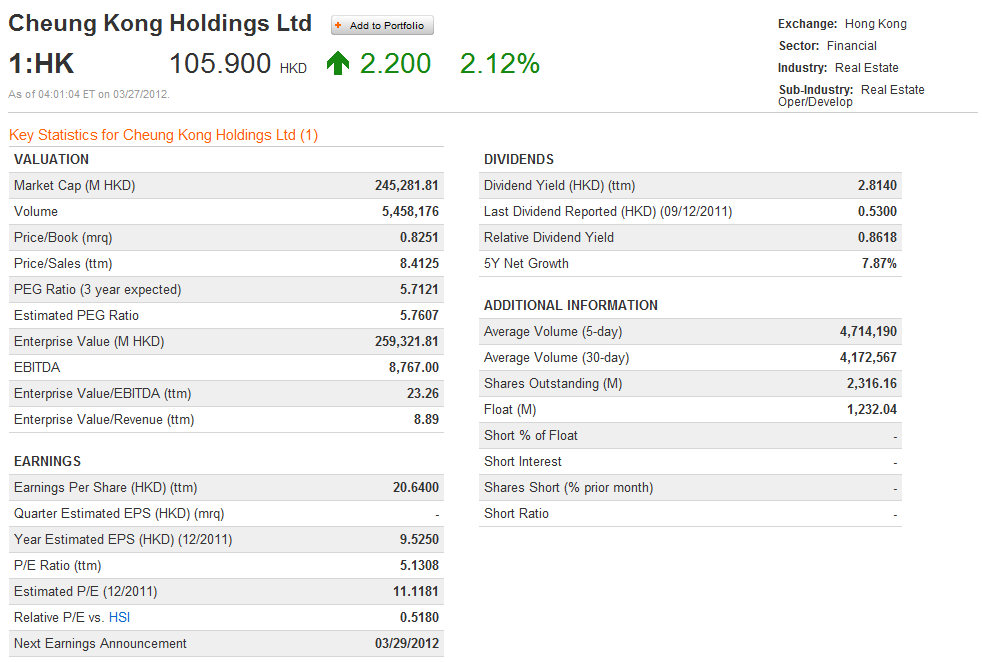 Cheung Kong Holdings Ltd
+ Add to Portfolio
1:HK 105.900 HKD 2.200 2.12%
As of 04:01:04 ET on 03/27/2012.
Exchange: Hong Kong
Sector: Financial
Industry: Real Estate
Sub-Industry: Real Estate
Oper/Develop
Key Statistics for Cheung Kong Holdings Ltd (1)
VALUATION
Market Cap (M HKD) 245,281.81
Volume 5,458,176
Price/Book (mrq) 0.8251
Price/Sales (ttm) 8.4125
PEG Ratio (3 year expected) 5.7121
Estimated PEG Ratio 5.7607
Enterprise Value (M HKD) 259,321.81
EBITDA 8,767.00
Enterprise Value/EBITDA (ttm) 23.26
Enterprise Value/Revenue (ttm) 8.89
EARNINGS
Earnings Per Share (HKD) (ttm) 20.6400
Quarter Estimated EPS (HKD) (mrq) -
Year Estimated EPS (HKD) (12/2011) 9.5250
P/E Ratio (ttm) 5.1308
Estimated P/E (12/2011) 11.1181
Relative P/E vs. HSI 0.5180
Next Earnings Announcement 03/29/2012
DIVIDENDS
Dividend Yield (HKD) (ttm) 2.8140
Last Dividend Reported (HKD) (09/12/2011) 0.5300
Relative Dividend Yield 0.8618
5Y Net Growth 7.87%
ADDITIONAL INFORMATION
Average Volume (5-day) 4,714,190
Average Volume (30-day) 4,172,567
Shares Outstanding (M) 2,316.16
Float (M) 1,232.04
Short % of Float -
Short Interest -
Shares Short (% prior month) -
Short Ratio -